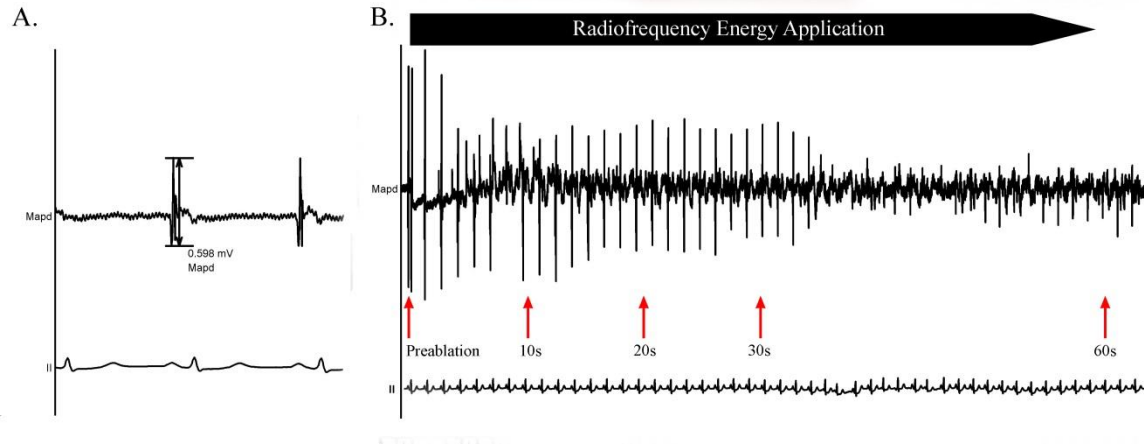 A.
Mapd
0.598 mV
Mapd
II
B.
Radiofrequency Energy Application
Mapd
Preablation
10s
20s
30s
60s
II